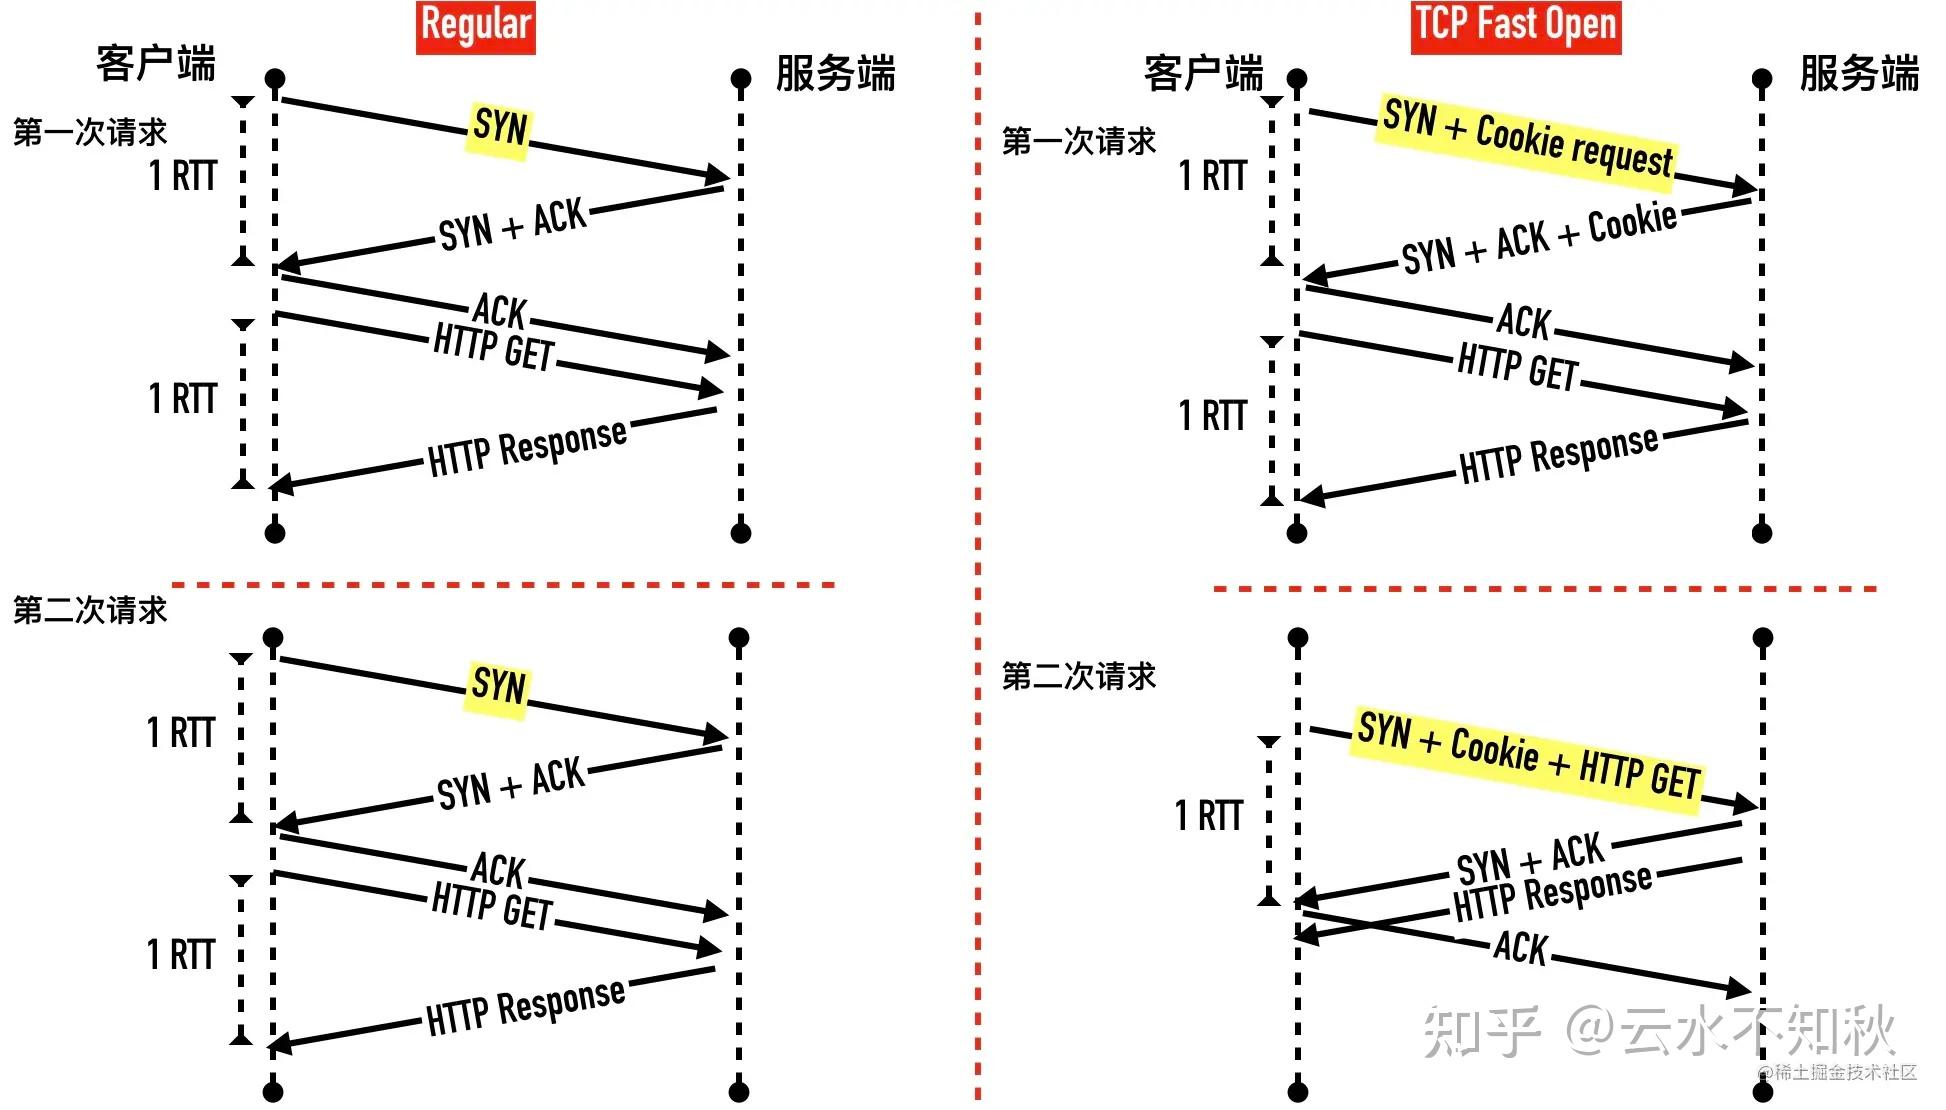 Regular
客户端
服务端
第一次请求
1 RTT
SYN
SYN + ACK
ACK
HTTP GET
1 RTT
HTTP Response
第二次请求
1 RTT
SYN
SYN + ACK
ACK
HTTP GET
1 RTT
HTTP Response
TCP Fast Open
客户端
服务端
第一次请求
1 RTT
SYN + Cookie request
SYN + ACK + Cookie
ACK
HTTP GET
1 RTT
HTTP Response
第二次请求
SYN + Cookie + HTTP GET
1 RTT
SYN + ACK
HTTP Response
ACK
知乎 @云水不知秋
@稀土掘金技术社区